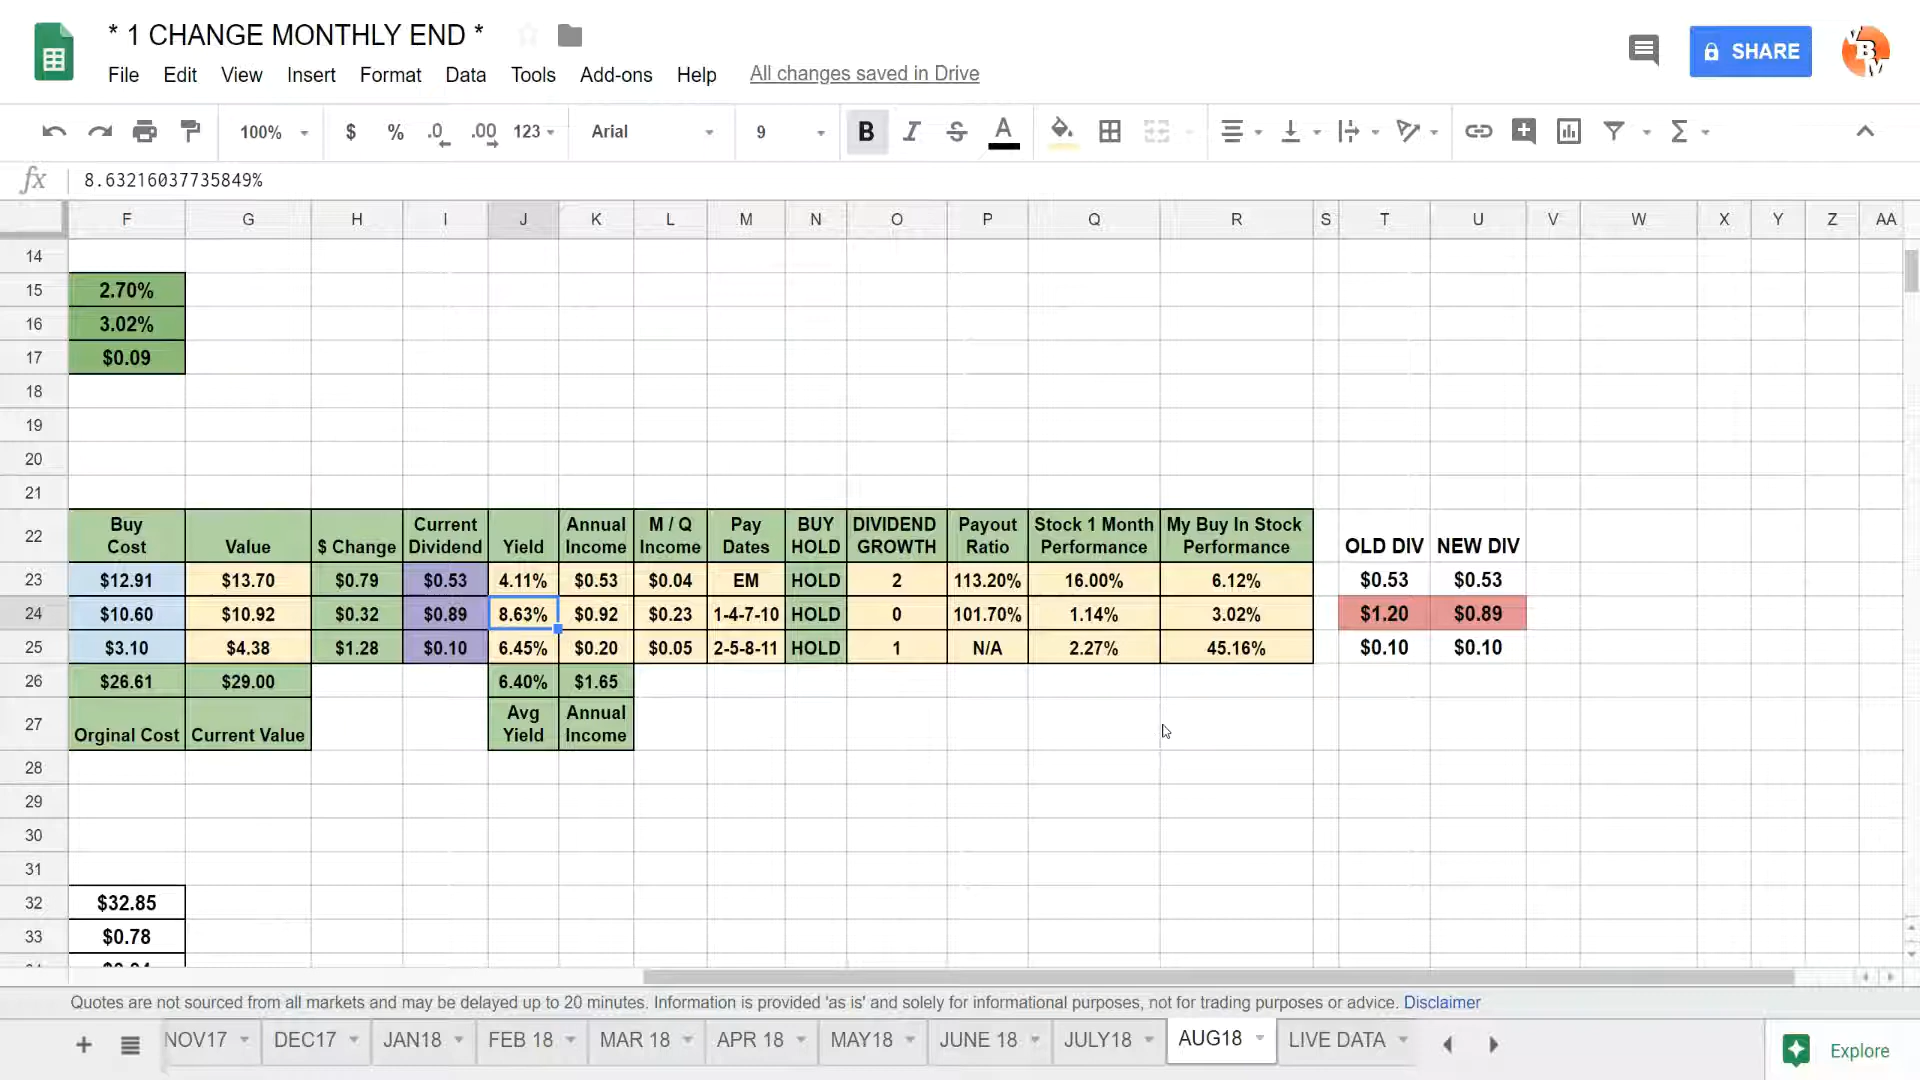 * 1 CHANGE MONTHLY END *
File Edit View Insert Format Data Tools Add-ons Help All changes saved in Drive
SHARE
100% $ % .0 .00 123 Arial 9 B I S A Σ
fx 8.63216037735849%
F G H I J K L M N O P Q R S T U V W X Y Z AA
14
15 2.70%
16 3.02%
17 $0.09
18
19
20
21
22 Buy Cost Value $ Change Current Dividend Yield Annual Income M / Q Income Pay Dates BUY HOLD DIVIDEND GROWTH Payout Ratio Stock 1 Month Performance My Buy In Stock Performance OLD DIV NEW DIV
23 $12.91 $13.70 $0.79 $0.53 4.11% $0.53 $0.04 EM HOLD 2 113.20% 16.00% 6.12% $0.53 $0.53
24 $10.60 $10.92 $0.32 $0.89 8.63% $0.92 $0.23 1-4-7-10 HOLD 0 101.70% 1.14% 3.02% $1.20 $0.89
25 $3.10 $4.38 $1.28 $0.10 6.45% $0.20 $0.05 2-5-8-11 HOLD 1 N/A 2.27% 45.16% $0.10 $0.10
26 $26.61 $29.00 6.40% $1.65
27 Orginal Cost Current Value Avg Yield Annual Income
28
29
30
31
32 $32.85
33 $0.78
Quotes are not sourced from all markets and may be delayed up to 20 minutes. Information is provided 'as is' and solely for informational purposes, not for trading purposes or advice. Disclaimer
NOV17 DEC17 JAN18 FEB 18 MAR 18 APR 18 MAY18 JUNE 18 JULY18 AUG18 LIVE DATA Explore